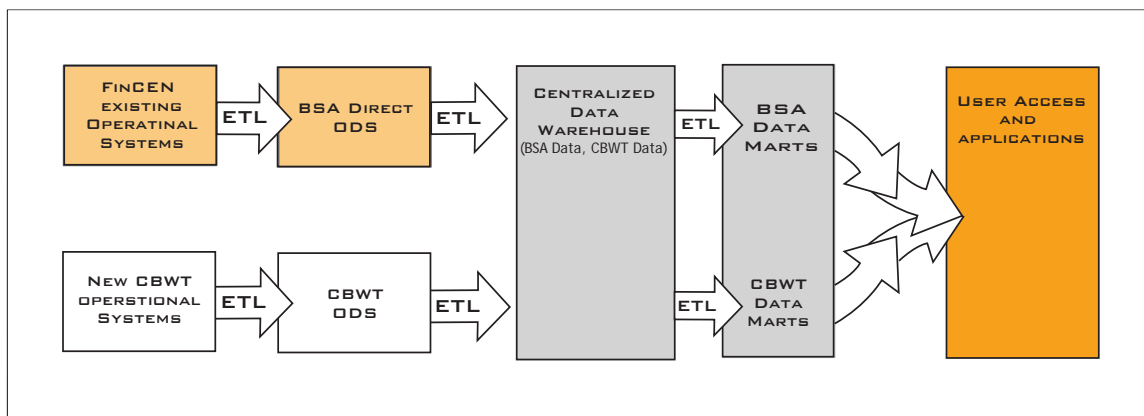 FinCEN
existing
Operatinal
Systems
ETL
BSA Direct
ODS
ETL
Centralized
Data
Warehouse
(BSA Data, CBWT Data)
ETL
BSA
Data
Marts
User Access
and
applications
New CBWT
operstional
Systems
ETL
CBWT
ODS
ETL
ETL
CBWT
Data
Marts